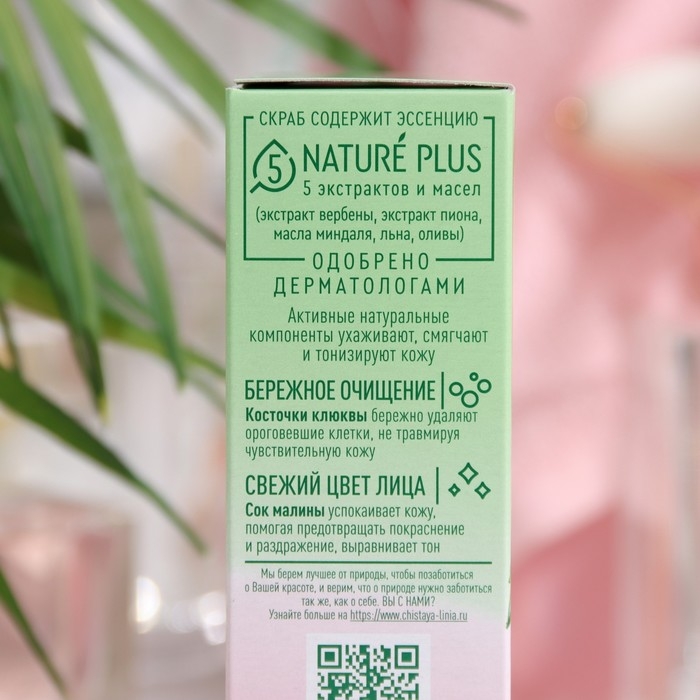 СКРАБ СОДЕРЖИТ ЭССЕНЦИЮ
5 NATURÉ PLUS
5 экстрактов и масел
(экстракт вербены, экстракт пиона,
масла миндаля, льна, оливы)
ОДОБРЕНО
ДЕРМАТОЛОГАМИ
Активные натуральные
компоненты ухаживают, смягчают
и тонизируют кожу
БЕРЕЖНОЕ ОЧИЩЕНИЕ
Косточки клюквы бережно удаляют
ороговевшие клетки, не травмируя
чувствительную кожу
СВЕЖИЙ ЦВЕТ ЛИЦА
Сок малины успокаивает кожу,
помогая предотвращать покраснение
и раздражение, выравнивает тон
Мы берем лучшее от природы, чтобы позаботиться
о Вашей красоте, и верим, что о природе нужно заботиться
так же, как о себе. ВЫ С НАМИ?
Узнайте больше на https://www.chistaya-linia.ru